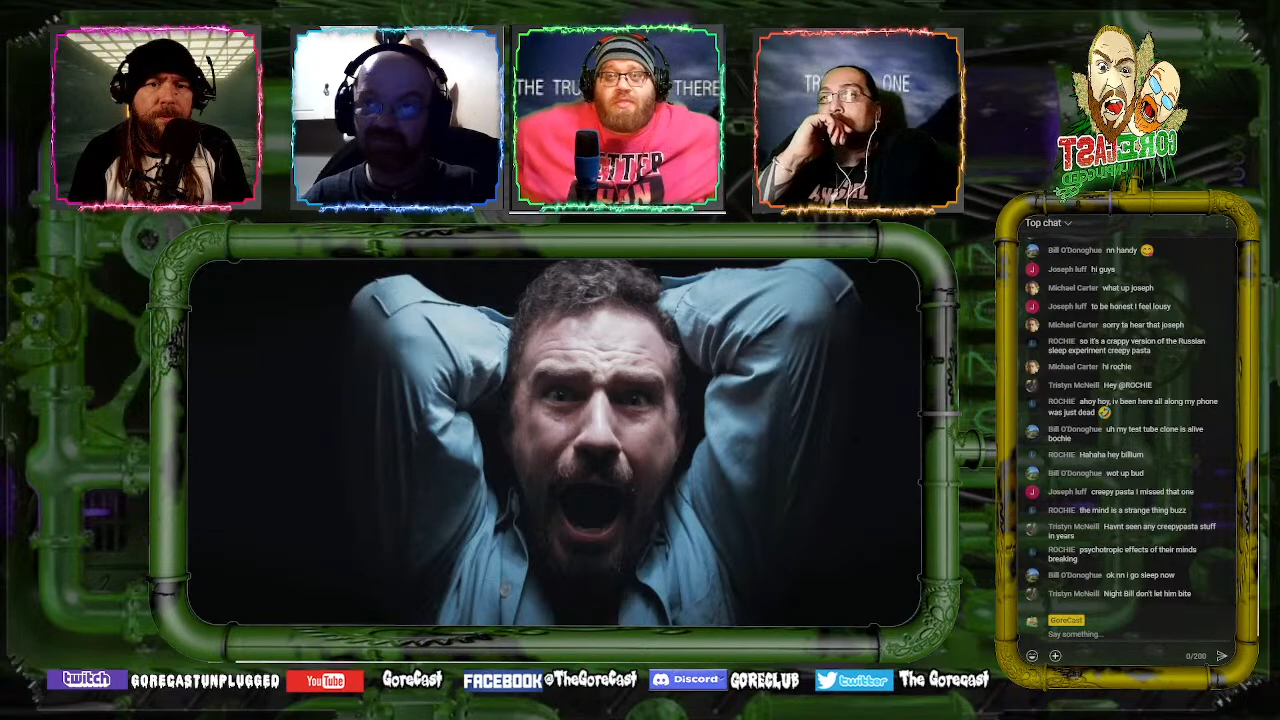 THE TRU
THERE
TR
ONE
GORECAST
UNPLUGGED
Top chat
Bill O'Donoghue nn handy
Joseph luff hi guys
Michael Carter what up joseph
Joseph luff to be honest I feel lousy
Michael Carter sorry ta hear that joseph
ROCHIE so it's a crappy version of the Russian
sleep experiment creepy pasta
Michael Carter hi rochie
Tristyn McNeill Hey @ROCHIE
ROCHIE ahoy hoy, iv been here all along my phone
was just dead
Bill O'Donoghue uh my test tube clone is alive
bochie
ROCHIE Hahaha hey billium
Bill O'Donoghue wot up bud
Joseph luff creepy pasta I missed that one
ROCHIE the mind is a strange thing buzz
Tristyn McNeill Havnt seen any creepypasta stuff
in years
ROCHIE psychotropic effects of their minds
breaking
Bill O'Donoghue ok nn i go sleep now
Tristyn McNeill Night Bill don't let him bite
GoreCast
Say something...
0/200
twitch GORECASTUNPLUGGED YouTube GoreCast FACEBOOK @TheGoreCast Discord GORECLUB twitter The Gorecast